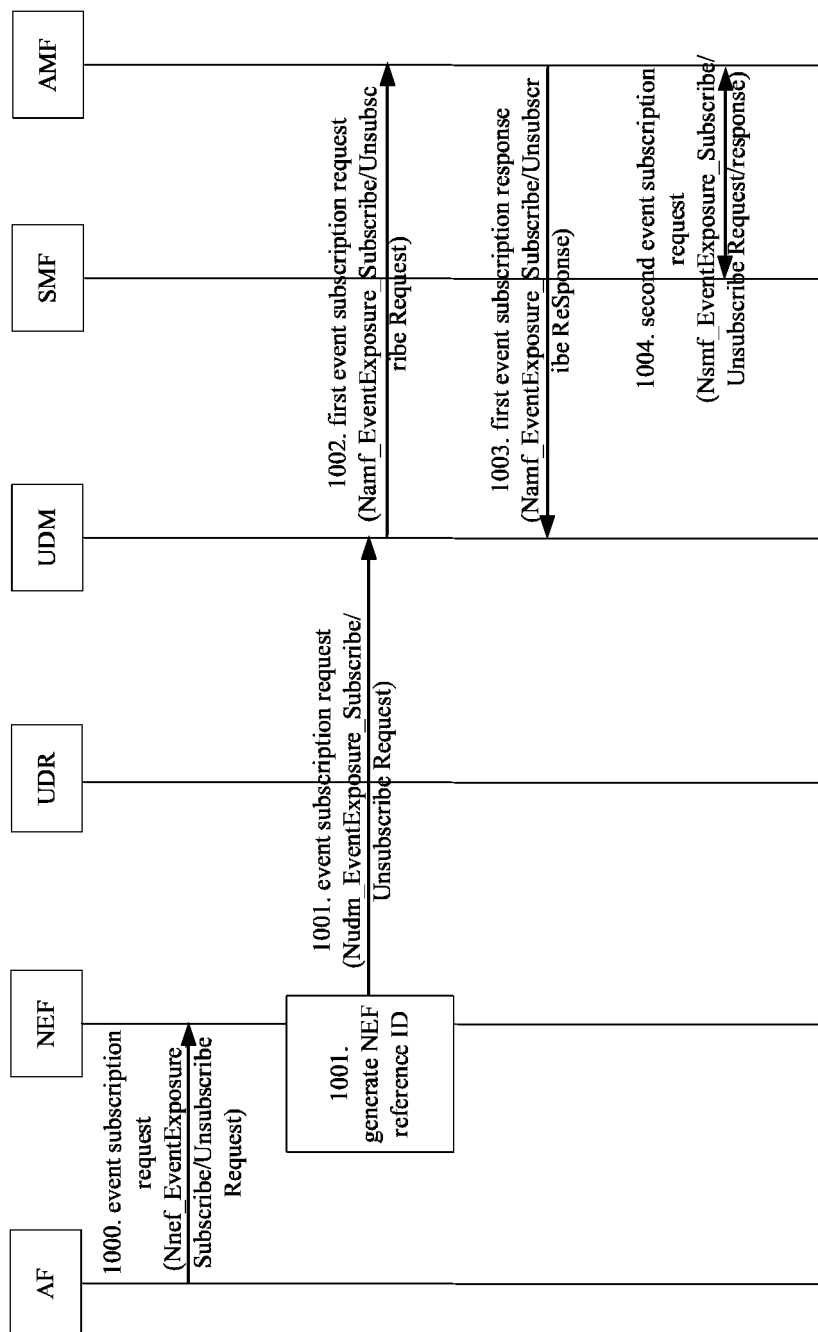 AF
NEF
UDR
UDM
SMF
AMF
1000. event subscription
request
(Nnef_EventExposure
Subscribe/Unsubscribe
Request)
1001.
generate NEF
reference ID
1001. event subscription request
(Nudm_EventExposure_Subscribe/
Unsubscribe Request)
1002. first event subscription request
(Namf_EventExposure_Subscribe/Unsubsc
ribe Request)
1003. first event subscription response
(Namf_EventExposure_Subscribe/Unsubscr
ibe ReSponse)
1004. second event subscription
request
(Nsmf_EventExposure_Subscribe/
Unsubscribe Request/response)